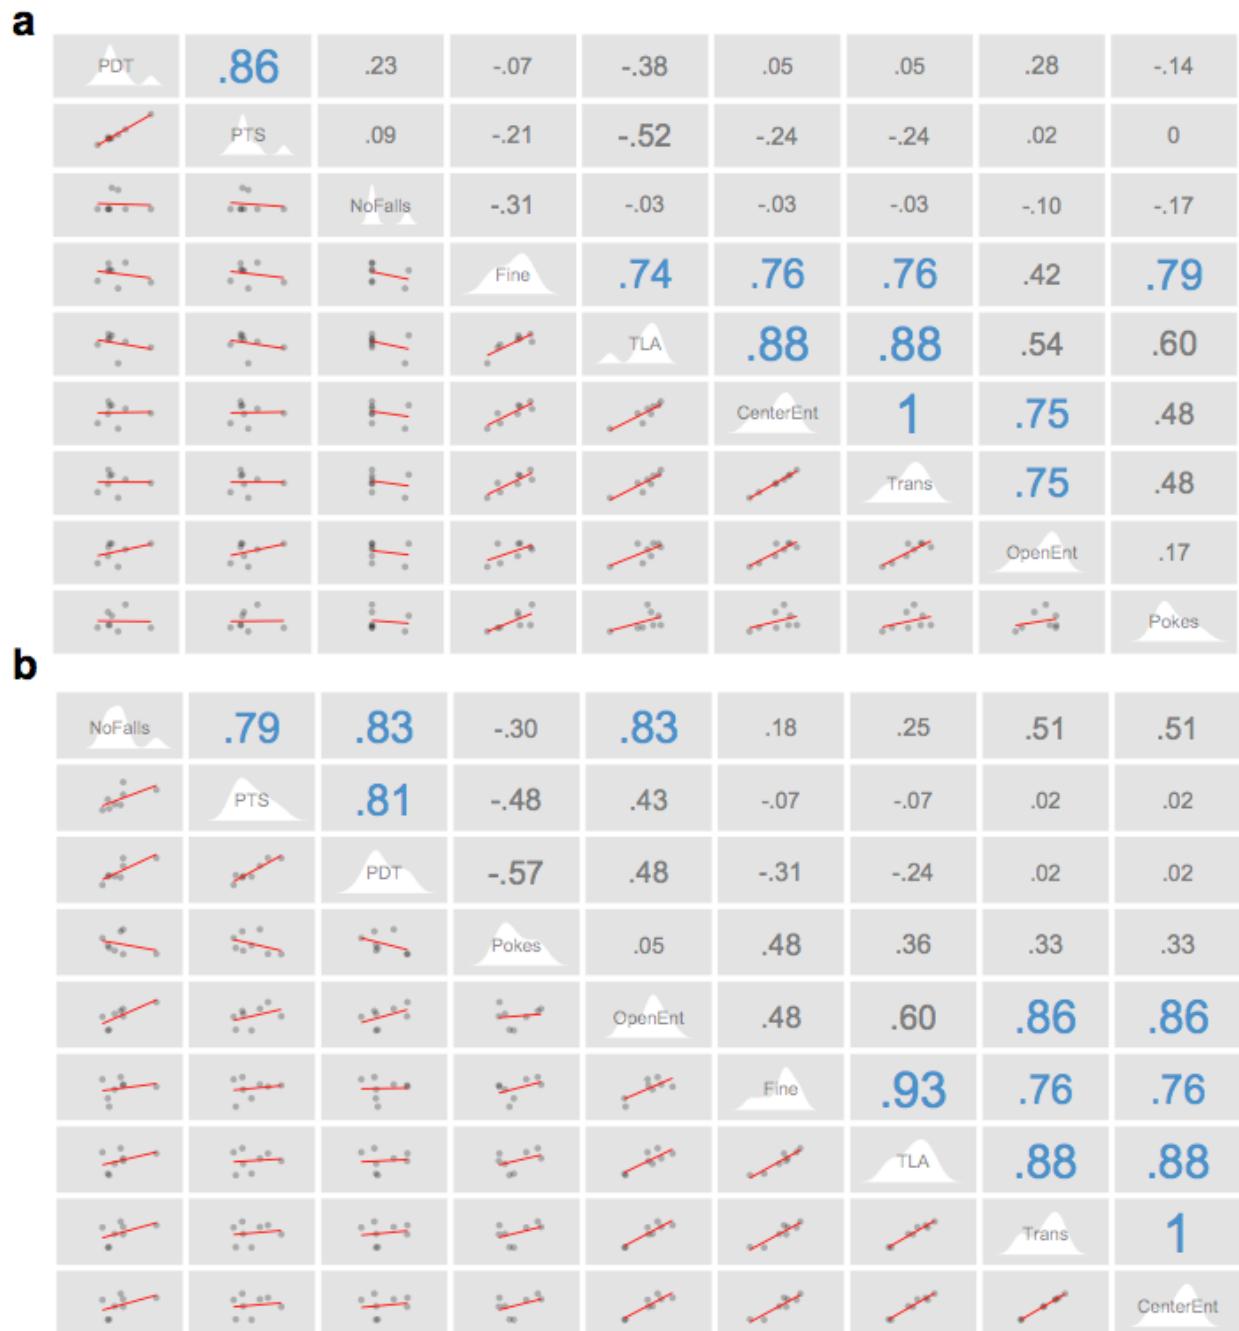 a
PDT .86 .23 -.07 -.38 .05 .05 .28 -.14
PTS .09 -.21 -.52 -.24 -.24 .02 0
NoFalls -.31 -.03 -.03 -.03 -.10 -.17
Fine .74 .76 .76 .42 .79
TLA .88 .88 .54 .60
CenterEnt 1 .75 .48
Trans .75 .48
OpenEnt .17
Pokes
b
NoFalls .79 .83 -.30 .83 .18 .25 .51 .51
PTS .81 -.48 .43 -.07 -.07 .02 .02
PDT -.57 .48 -.31 -.24 .02 .02
Pokes .05 .48 .36 .33 .33
OpenEnt .48 .60 .86 .86
Fine .93 .76 .76
TLA .88 .88
Trans 1
CenterEnt